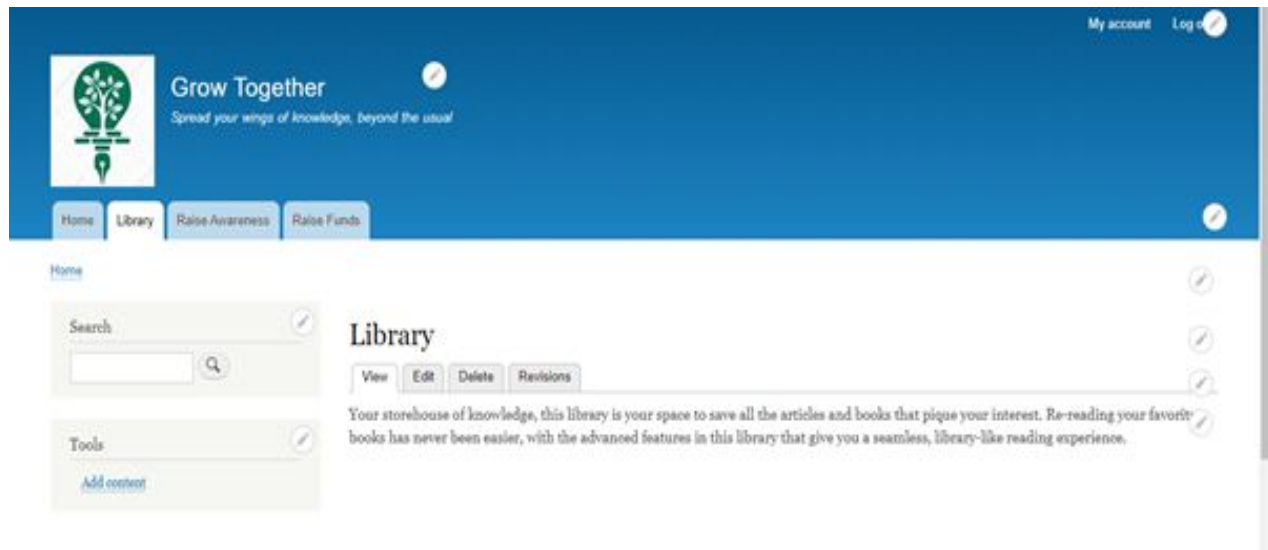 My account Log o
Grow Together
Spread your wings of knowledge, beyond the usual
Home Library Raise Awareness Raise Funds
Home
Search
Library
View Edit Delete Revisions
Your storehouse of knowledge, this library is your space to save all the articles and books that pique your interest. Re-reading your favorit
books has never been easier, with the advanced features in this library that give you a seamless, library-like reading experience.
Tools
Add content